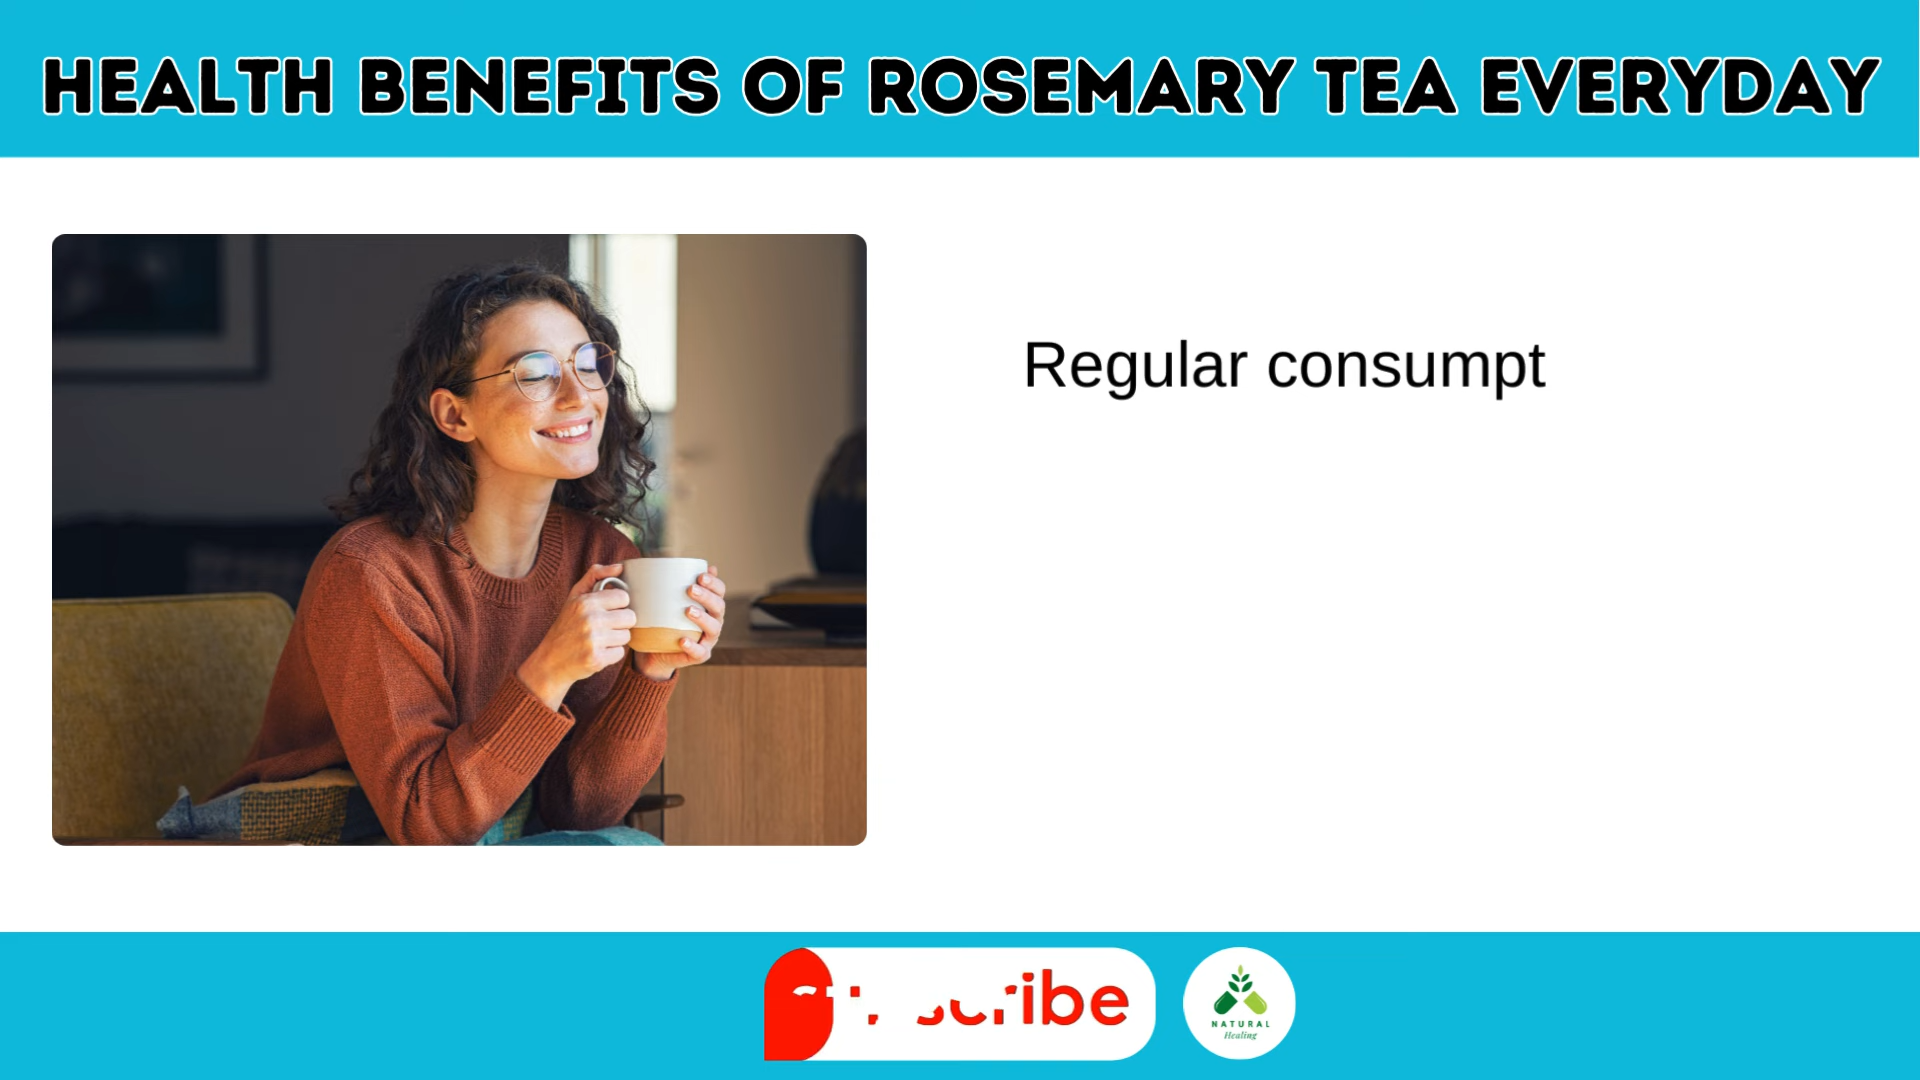 HEALTH BENEFITS OF ROSEMARY TEA EVERYDAY
Regular consumpt
NATURAL
Healing